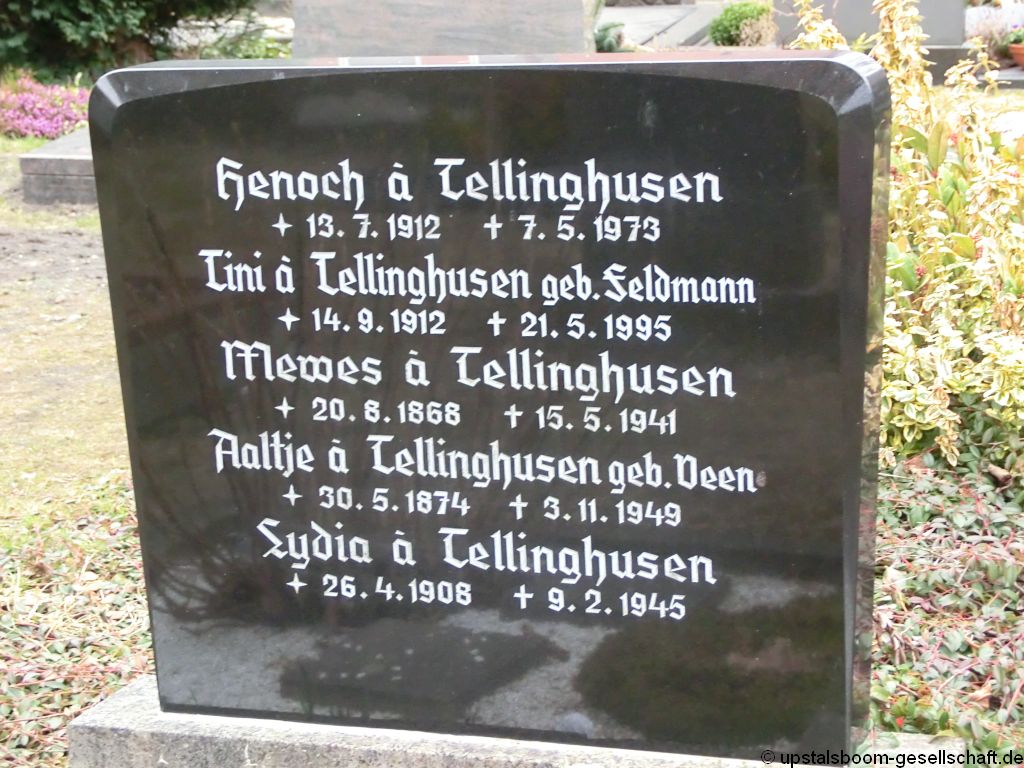 Henoch à Tellinghusen
✦ 13. 7. 1912 ✝ 7. 5. 1973
Tini à Tellinghusen geb. Feldmann
✦ 14. 9. 1912 ✝ 21. 5. 1995
Mewes à Tellinghusen
✦ 20. 8. 1868 ✝ 15. 5. 1941
Aaltje à Tellinghusen geb. Veen
✦ 30. 5. 1874 ✝ 3. 11. 1949
Lydia à Tellinghusen
✦ 26. 4. 1908 ✝ 9. 2. 1945
© upstalsboom-gesellschaft.de